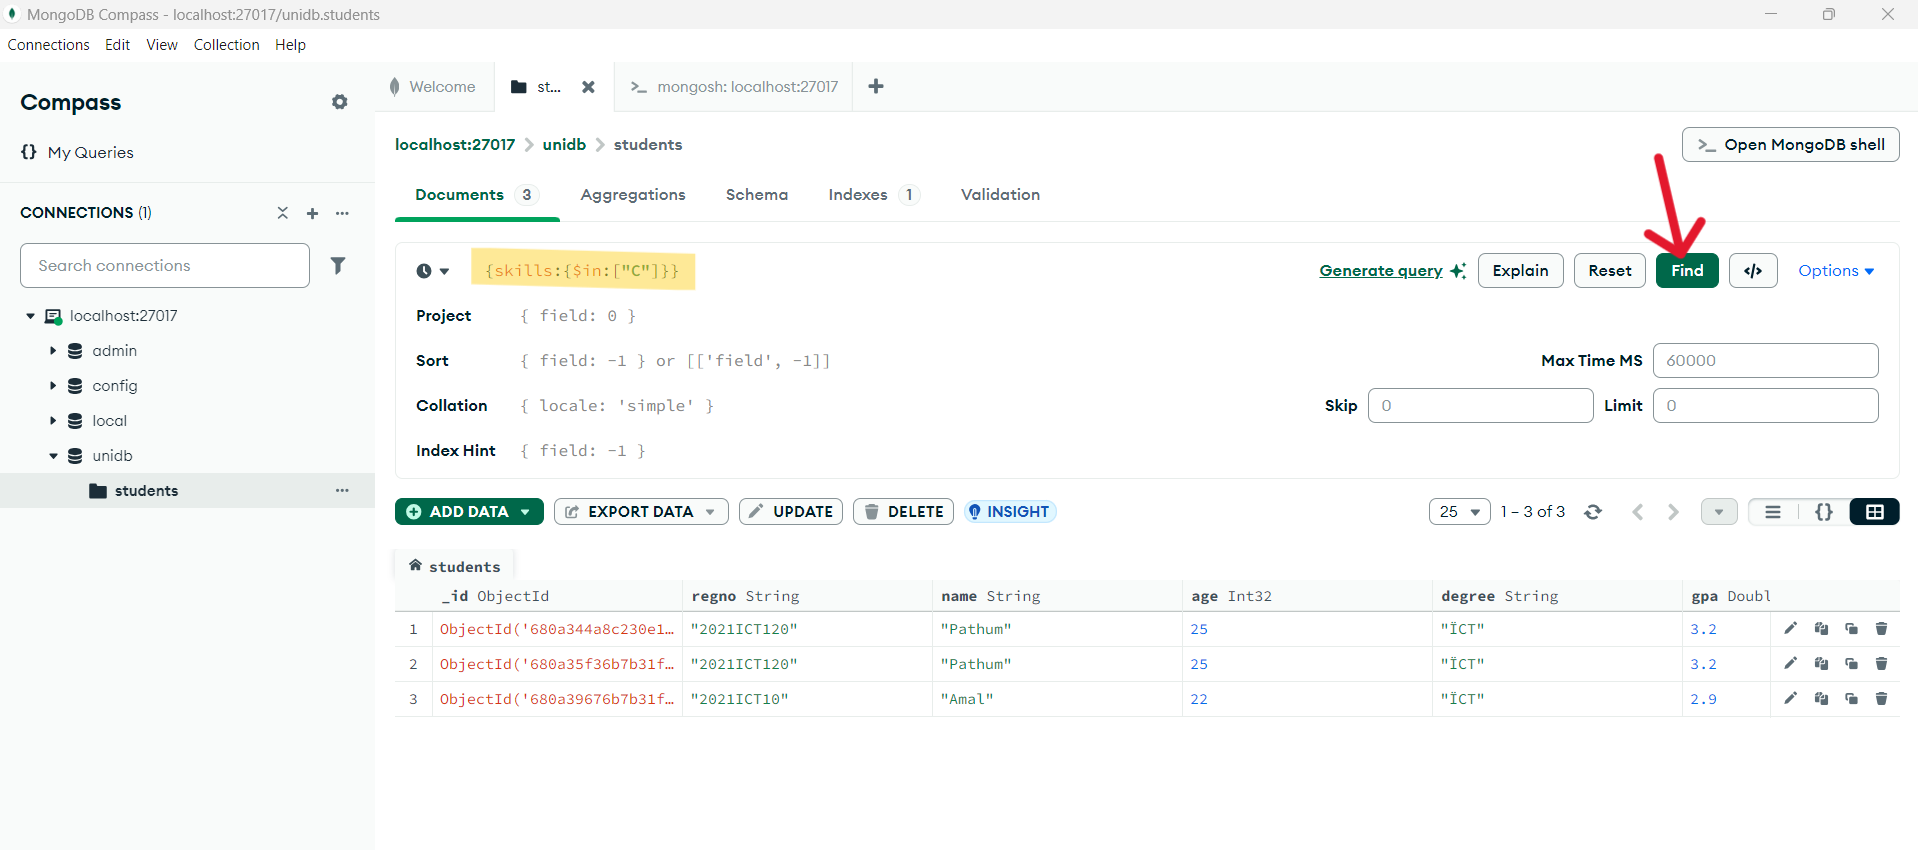 MongoDB Compass - localhost:27017/unidb.students
Connections Edit View Collection Help
Compass
{} My Queries
CONNECTIONS (1)
Search connections
localhost:27017
admin
config
local
unidb
students
Welcome
st...
>_ mongosh: localhost:27017
localhost:27017 > unidb > students
>_ Open MongoDB shell
Documents 3 Aggregations Schema Indexes 1 Validation
{skills:{$in:["C"]}}
Generate query Explain Reset Find </> Options
Project { field: 0 }
Sort { field: -1 } or [['field', -1]]
Max Time MS 60000
Collation { locale: 'simple' }
Skip 0 Limit 0
Index Hint { field: -1 }
ADD DATA EXPORT DATA UPDATE DELETE INSIGHT
25 1 – 3 of 3 {}
students
_id ObjectId regno String name String age Int32 degree String gpa Doubl
1 ObjectId('680a344a8c230e1… "2021ICT120" "Pathum" 25 "ÏCT" 3.2
2 ObjectId('680a35f36b7b31f… "2021ICT120" "Pathum" 25 "ÏCT" 3.2
3 ObjectId('680a39676b7b31f… "2021ICT10" "Amal" 22 "ÏCT" 2.9